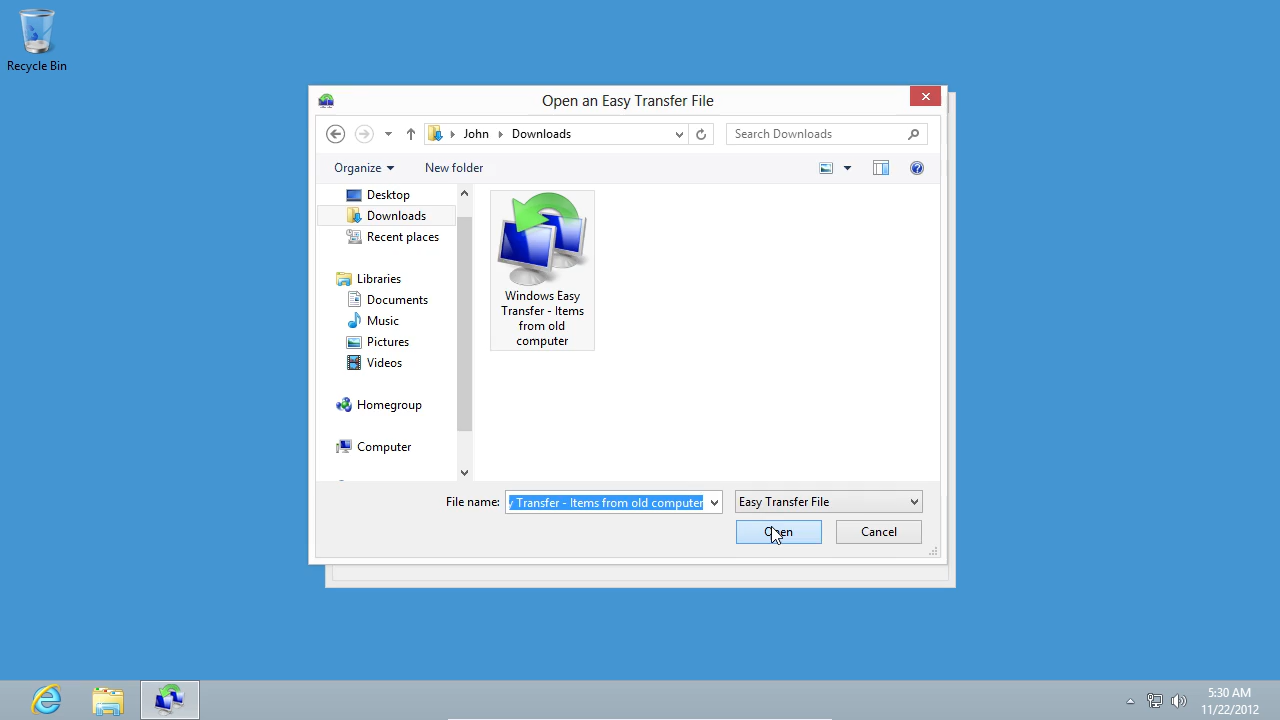 Recycle Bin
Open an Easy Transfer File
John
Downloads
Search Downloads
Organize
New folder
Desktop
Downloads
Recent places
Libraries
Documents
Music
Pictures
Videos
Homegroup
Computer
Windows Easy
Transfer - Items
from old
computer
File name:
y Transfer - Items from old computer
Easy Transfer File
Open
Cancel
5:30 AM
11/22/2012